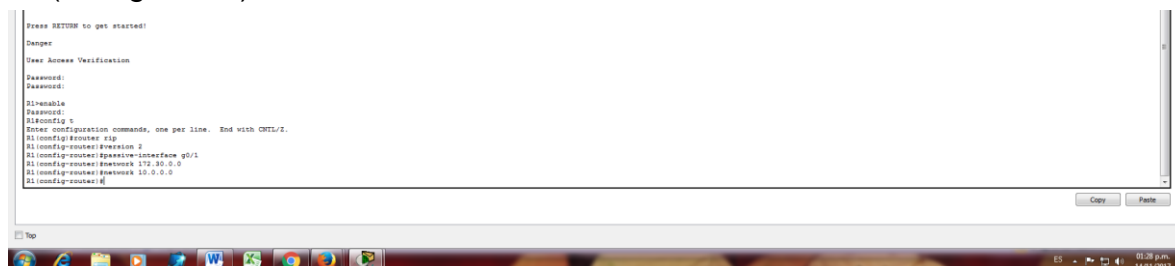 Press RETURN to get started!
Danger
User Access Verification
Password:
Password:
R1>enable
Password:
R1#config t
Enter configuration commands, one per line. End with CNTL/Z.
R1(config)#router rip
R1(config-router)#version 2
R1(config-router)#passive-interface g0/1
R1(config-router)#network 172.30.0.0
R1(config-router)#network 10.0.0.0
R1(config-router)#
Copy Paste
Top
ES 01:28 p.m.